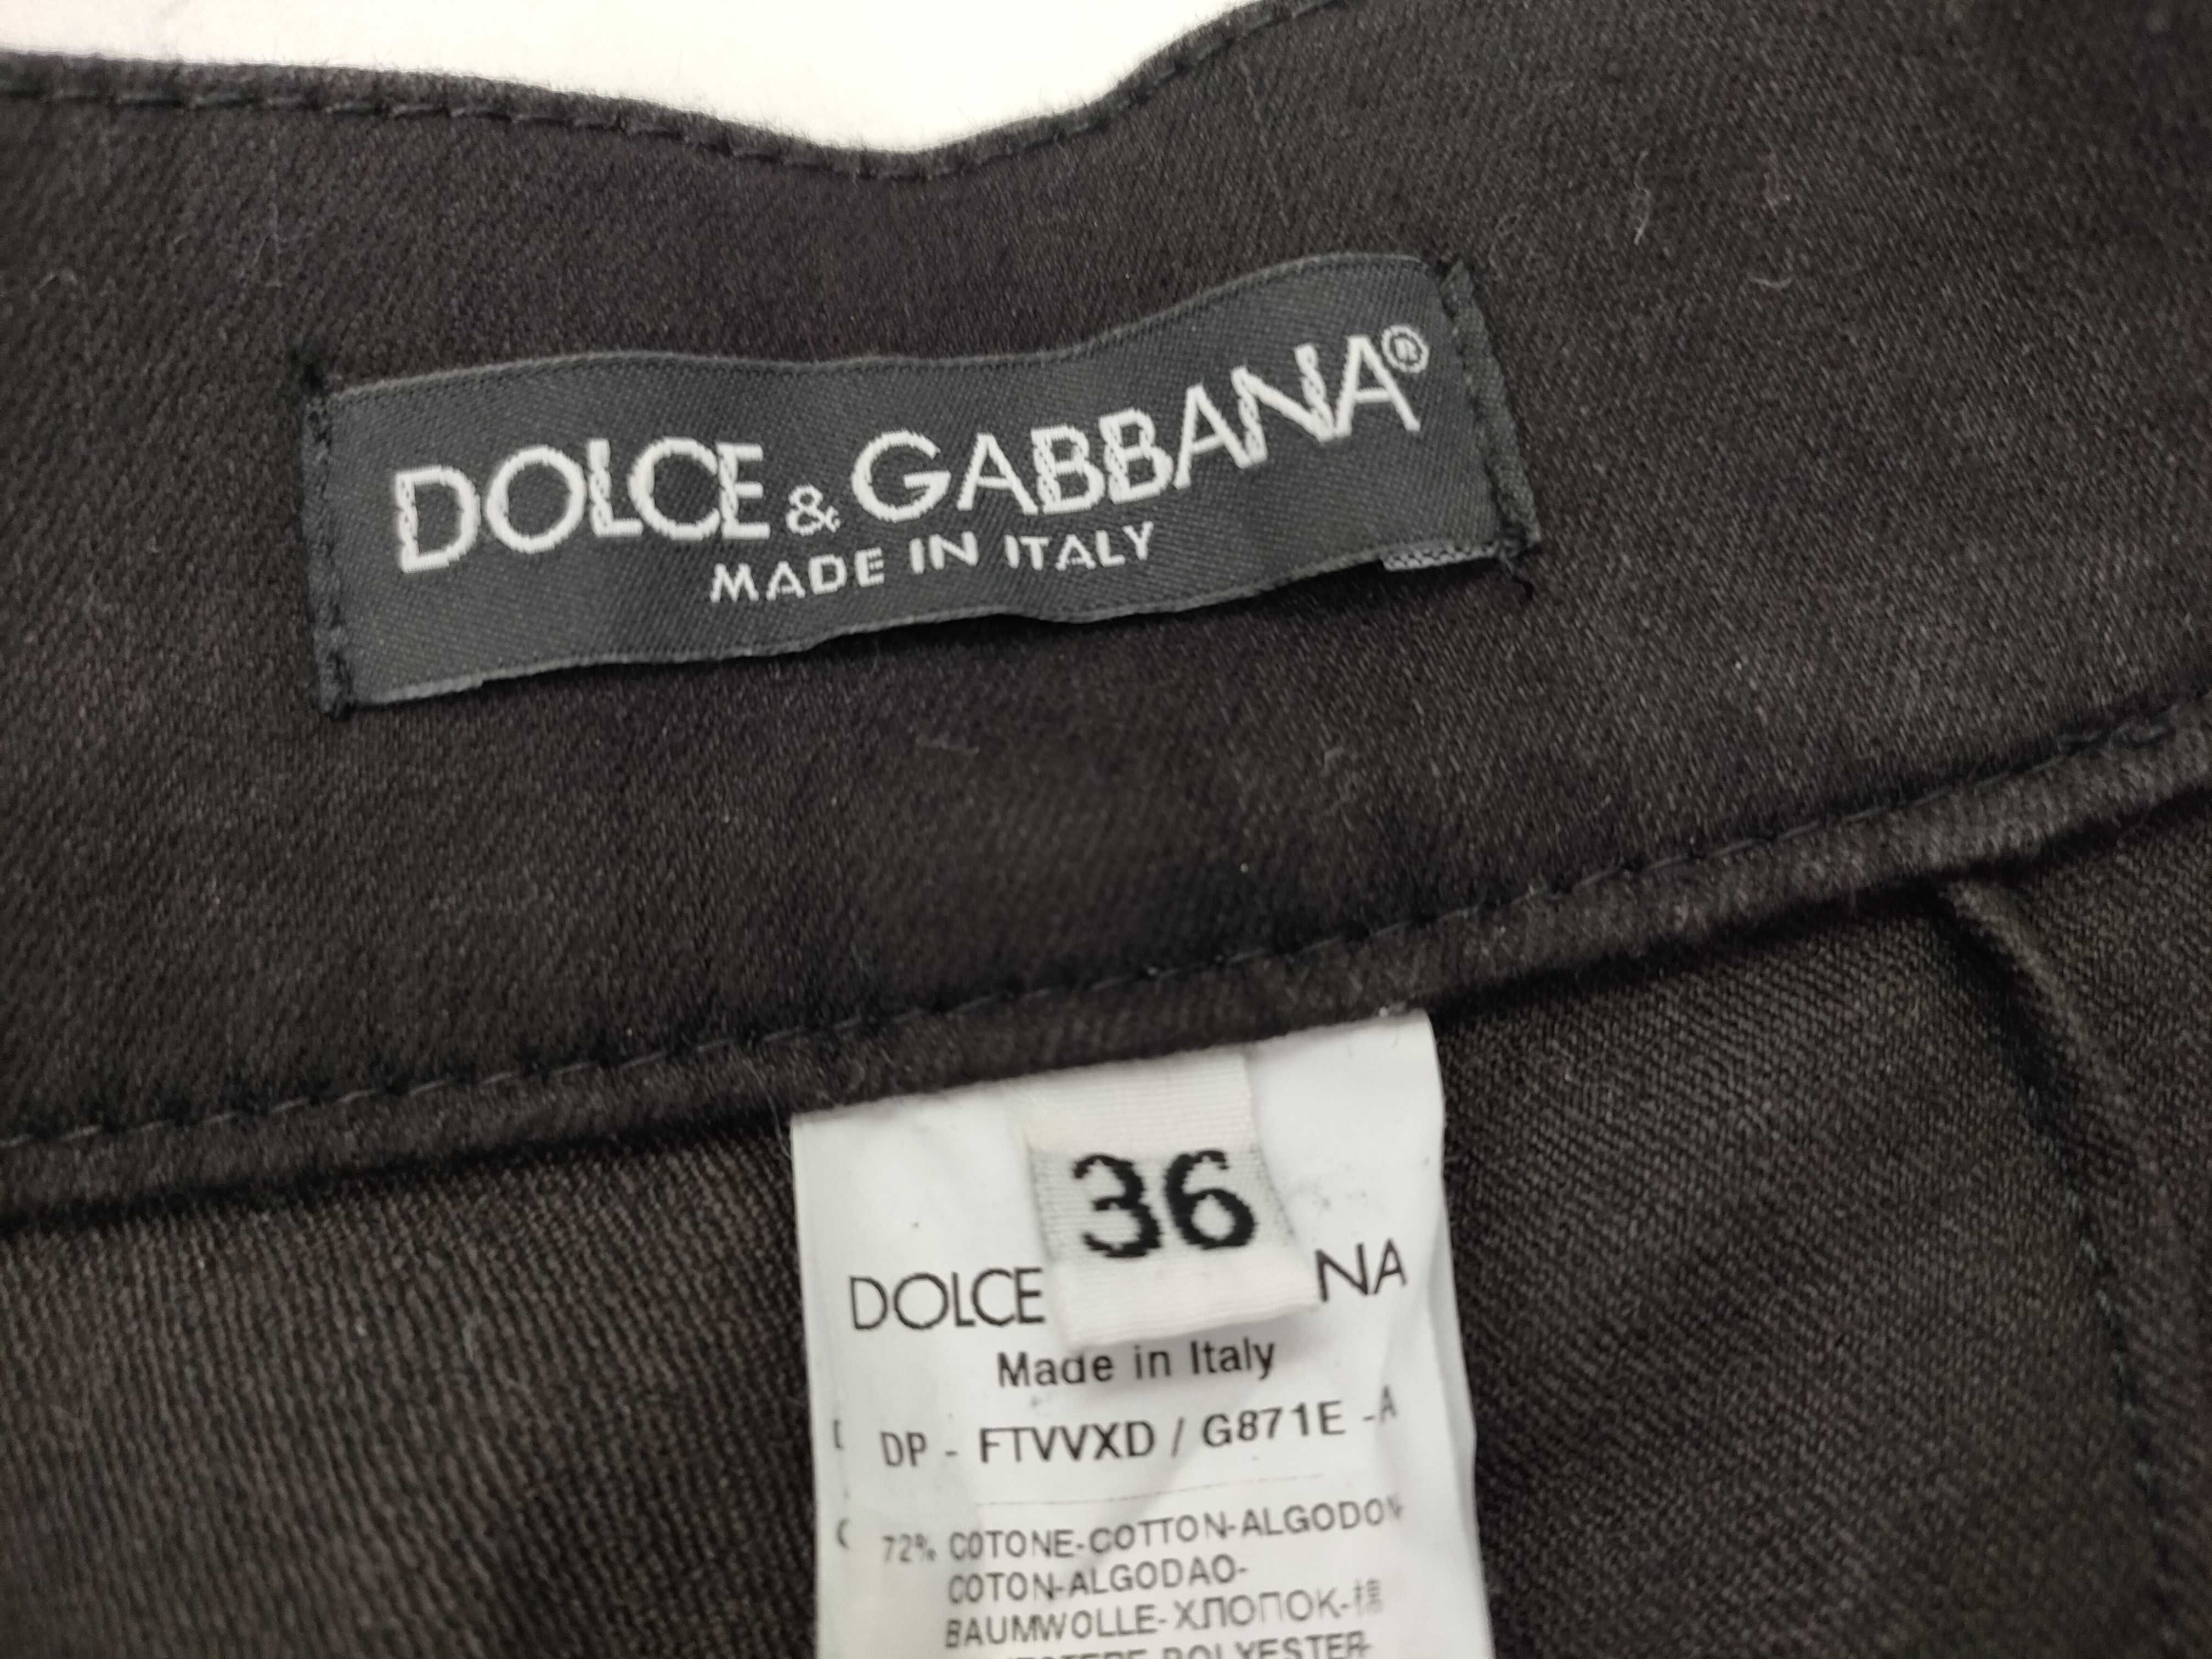 DOLCE & GABBANA®
MADE IN ITALY
36
DOLCE NA
Made in Italy
DP - FTVVXD / G871E -A
72% COTONE-COTTON-ALGODON
COTON-ALGODAO-
BAUMWOLLE-ХЛОПОК-棉
POLYESTER-